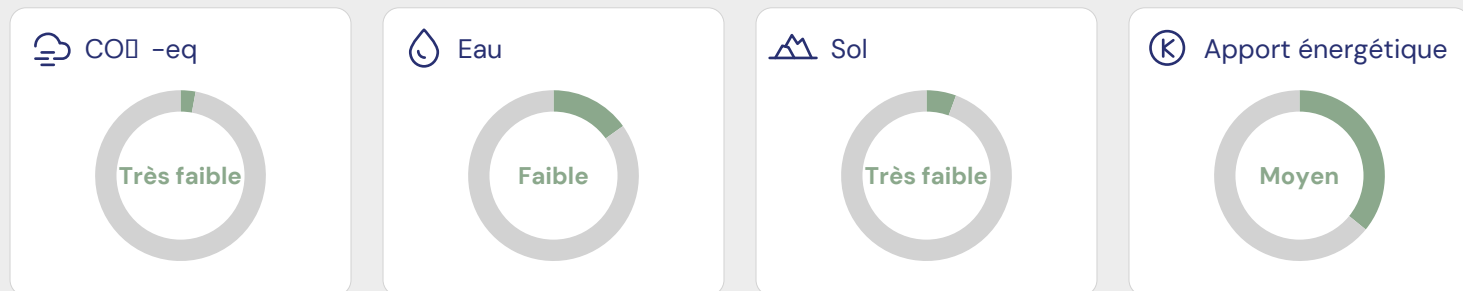 CO▯ -eq
Très faible
Eau
Faible
Sol
Très faible
Apport énergétique
Moyen